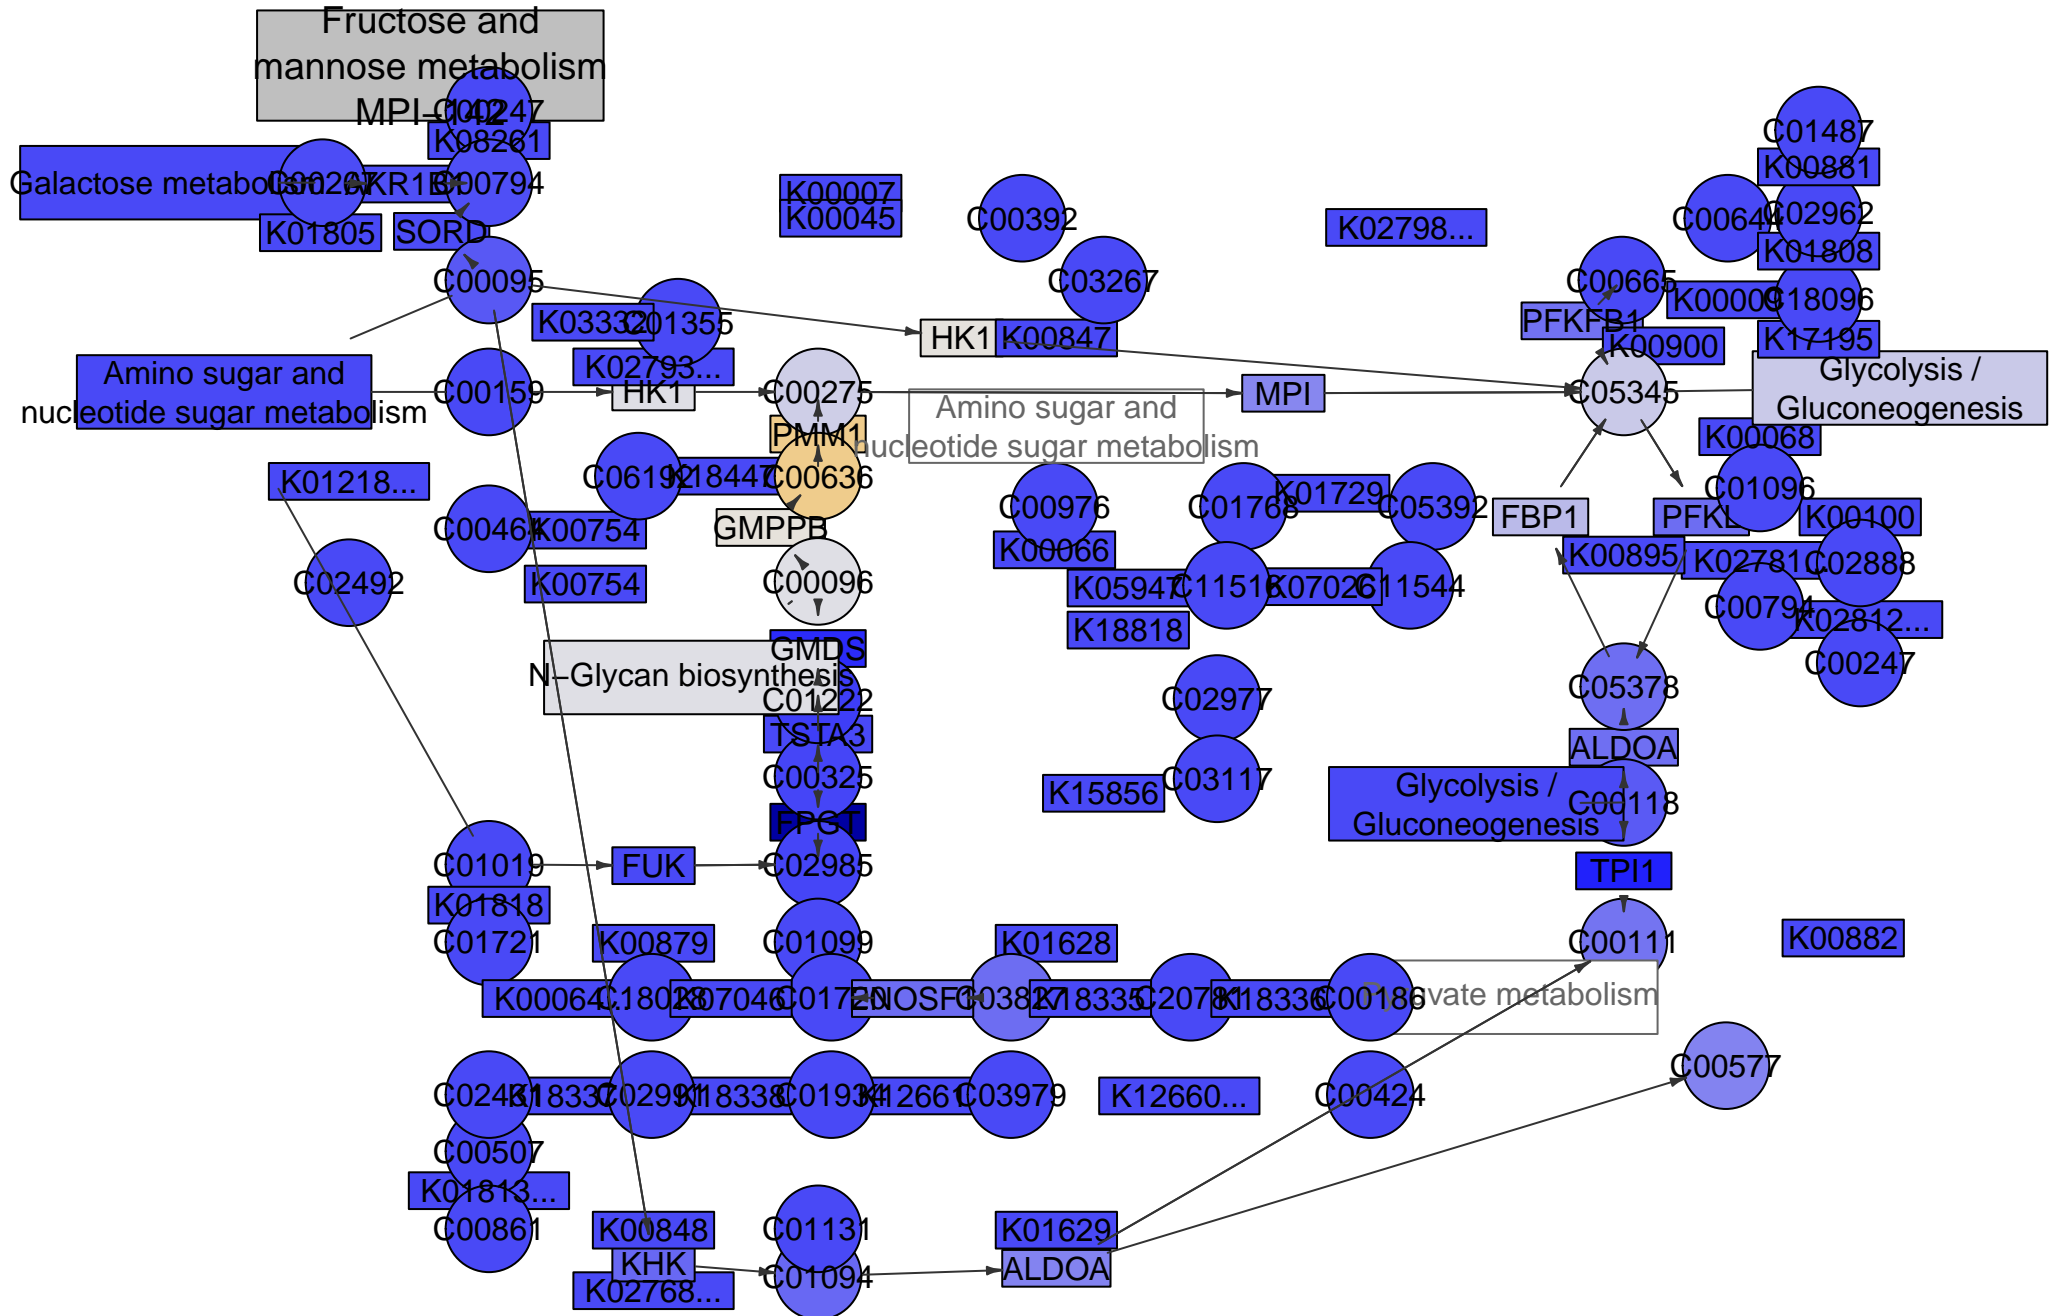 Fructose and
mannose metabolism
MPI-142
C00247
K08261
Galactose metabolism
C00267
AKR1B1
C00794
K01805
SORD
C00095
K00007
K00045
C00392
C03267
K02798...
C01487
K00881
C00644
C02962
K01808
C00665
K00009
C18096
PFKFB1
K00900
K17195
K03332
C01355
K02793...
HK1
K00847
Amino sugar and
nucleotide sugar metabolism
C00159
HK1
C00275
MPI
C05345
Glycolysis /
Gluconeogenesis
Amino sugar and
nucleotide sugar metabolism
PMM1
K00068
K01218...
C06192
K18447
C00636
C00976
C01768
K01729
C05392
C01096
C00464
K00754
GMPPB
K00066
FBP1
PFKL
K00100
C02492
K00754
C00096
K05947
C11516
K07026
C11544
K00895
K02781
C02888
K18818
C00794
K02812...
GMDS
N-Glycan biosynthesis
C01222
C02977
C05378
C00247
TSTA3
ALDOA
C00325
K15856
C03117
Glycolysis /
Gluconeogenesis
C00118
FPGT
C01019
FUK
C02985
TPI1
K01818
C01721
K00879
C01099
K01628
C00111
K00882
K00064...
C18028
K07046
C01720
ENOSF1
C03827
K18335
C20781
K18336
C00186
Pyruvate metabolism
C00577
C02431
K18337
C02991
K18338
C01934
K12661
C03979
K12660...
C00424
C00507
K01813...
C00861
K00848
C01131
K01629
KHK
C01094
ALDOA
K02768...